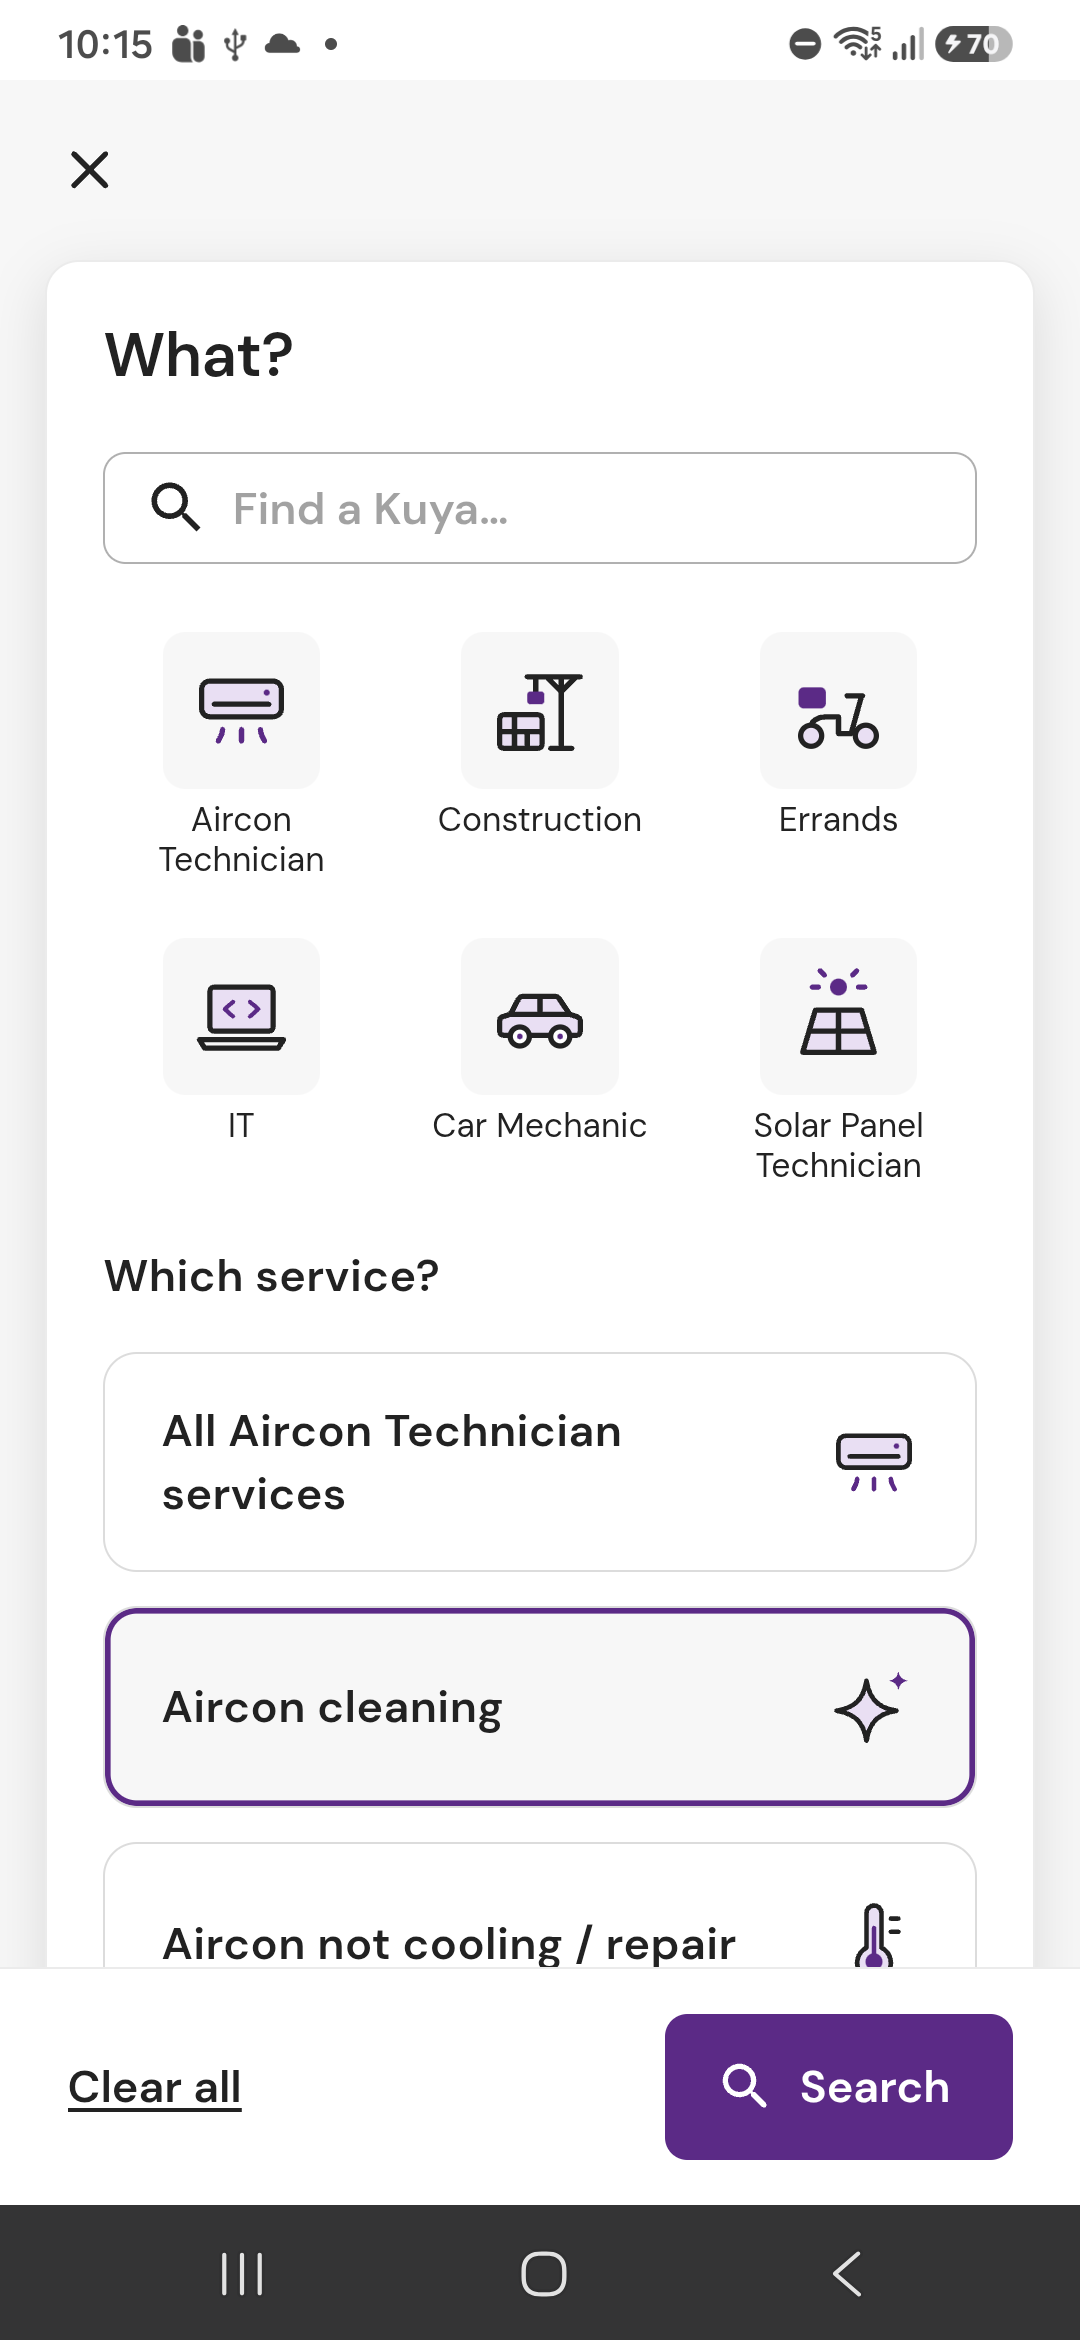 10:15
5
70
What?
Find a Kuya...
Aircon
Technician
Construction
Errands
IT
Car Mechanic
Solar Panel
Technician
Which service?
All Aircon Technician
services
Aircon cleaning
Aircon not cooling / repair
Clear all
Search